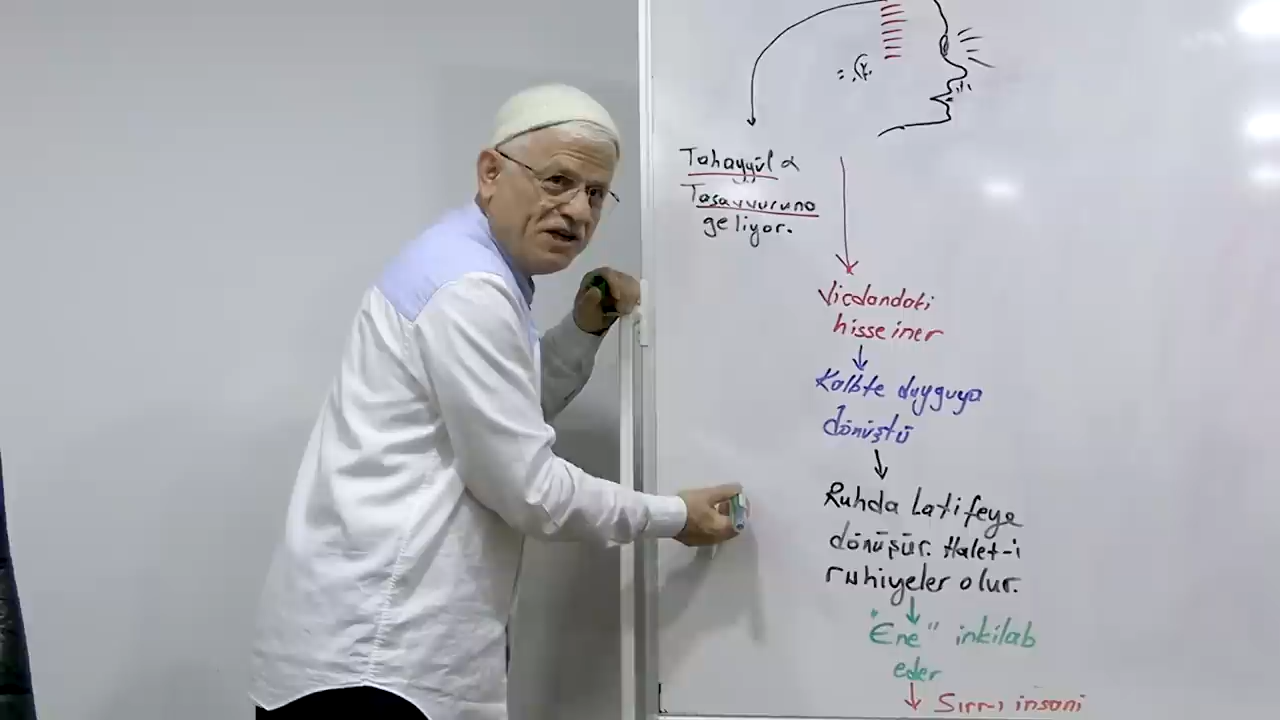 Tahayyül α
Tasavvuruna
geliyor.
Vicdandaki
hisse iner
Kalbte duyguya
dönüştü
Ruhda Latifeye
dönüşür. Halet-i
ruhiyeler olur.
"Ene" inkilab
eder
Sırr-ı insani